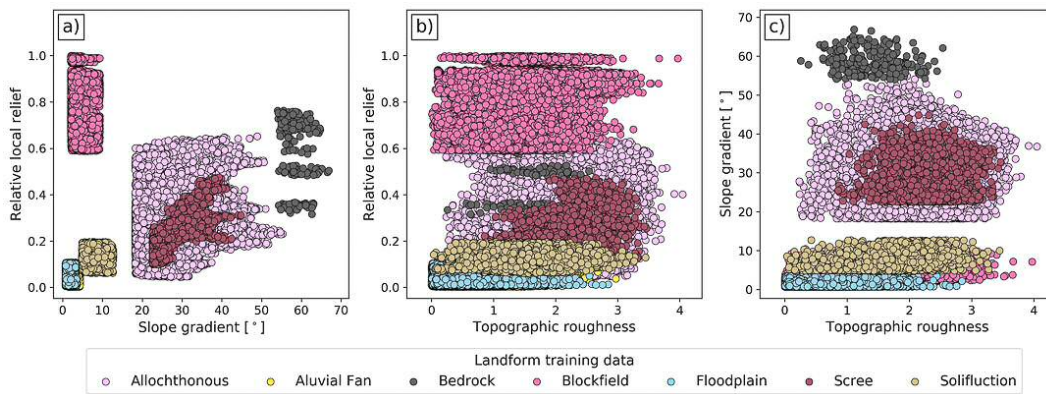 a)
Relative local relief
1.0
0.8
0.6
0.4
0.2
0.0
0 10 20 30 40 50 60 70
Slope gradient [°]
b)
Relative local relief
1.0
0.8
0.6
0.4
0.2
0.0
0 1 2 3 4
Topographic roughness
c)
Slope gradient [°]
70
60
50
40
30
20
10
0
0 1 2 3 4
Topographic roughness
Landform training data
Allochthonous Aluvial Fan Bedrock Blockfield Floodplain Scree Solifluction